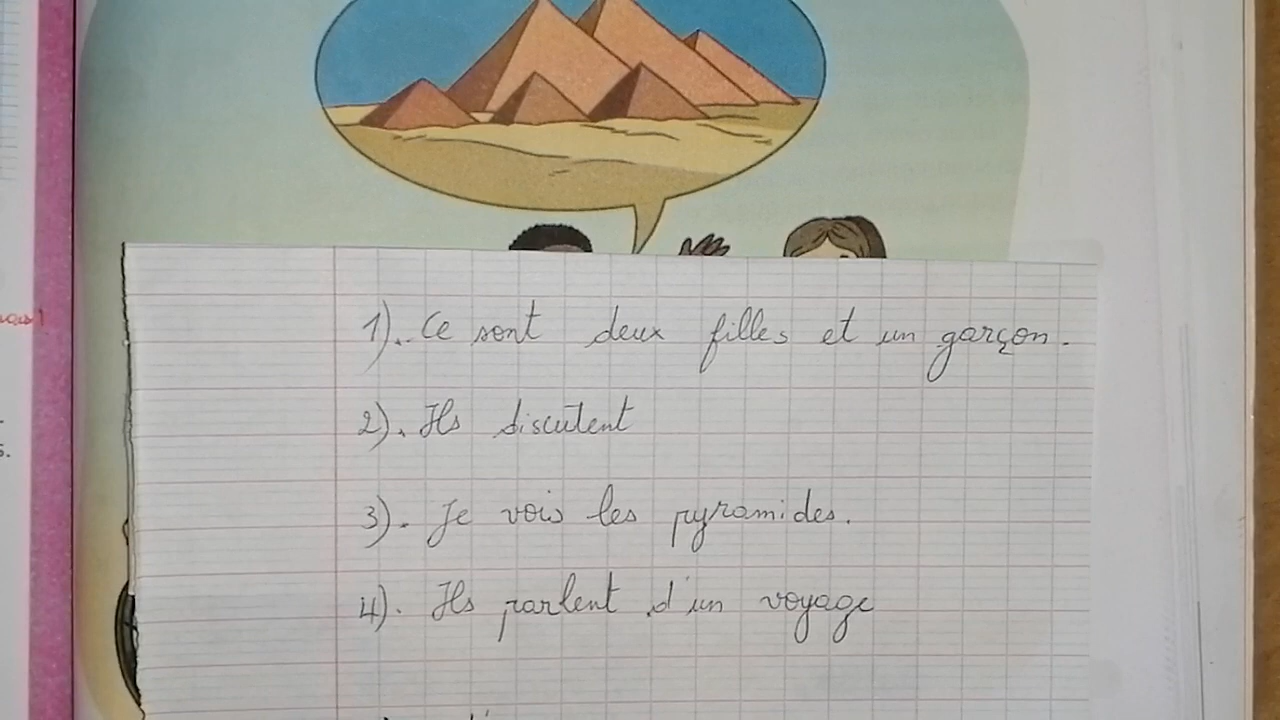 1). Ce sont deux filles et un garçon.
2). Ils discutent
3). Je vois les pyramides.
4). Ils parlent d'un voyage